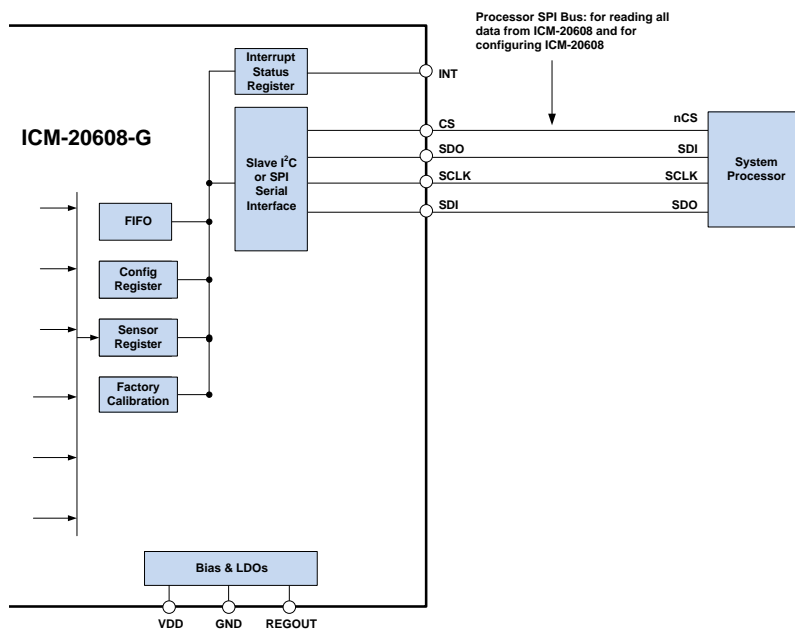 Processor SPI Bus: for reading all
data from ICM-20608 and for
configuring ICM-20608
Interrupt
Status
Register
INT
ICM-20608-G
Slave I²C
or SPI
Serial
Interface
CS
nCS
SDO
SDI
SCLK
SCLK
SDI
SDO
System
Processor
FIFO
Config
Register
Sensor
Register
Factory
Calibration
Bias & LDOs
VDD
GND
REGOUT